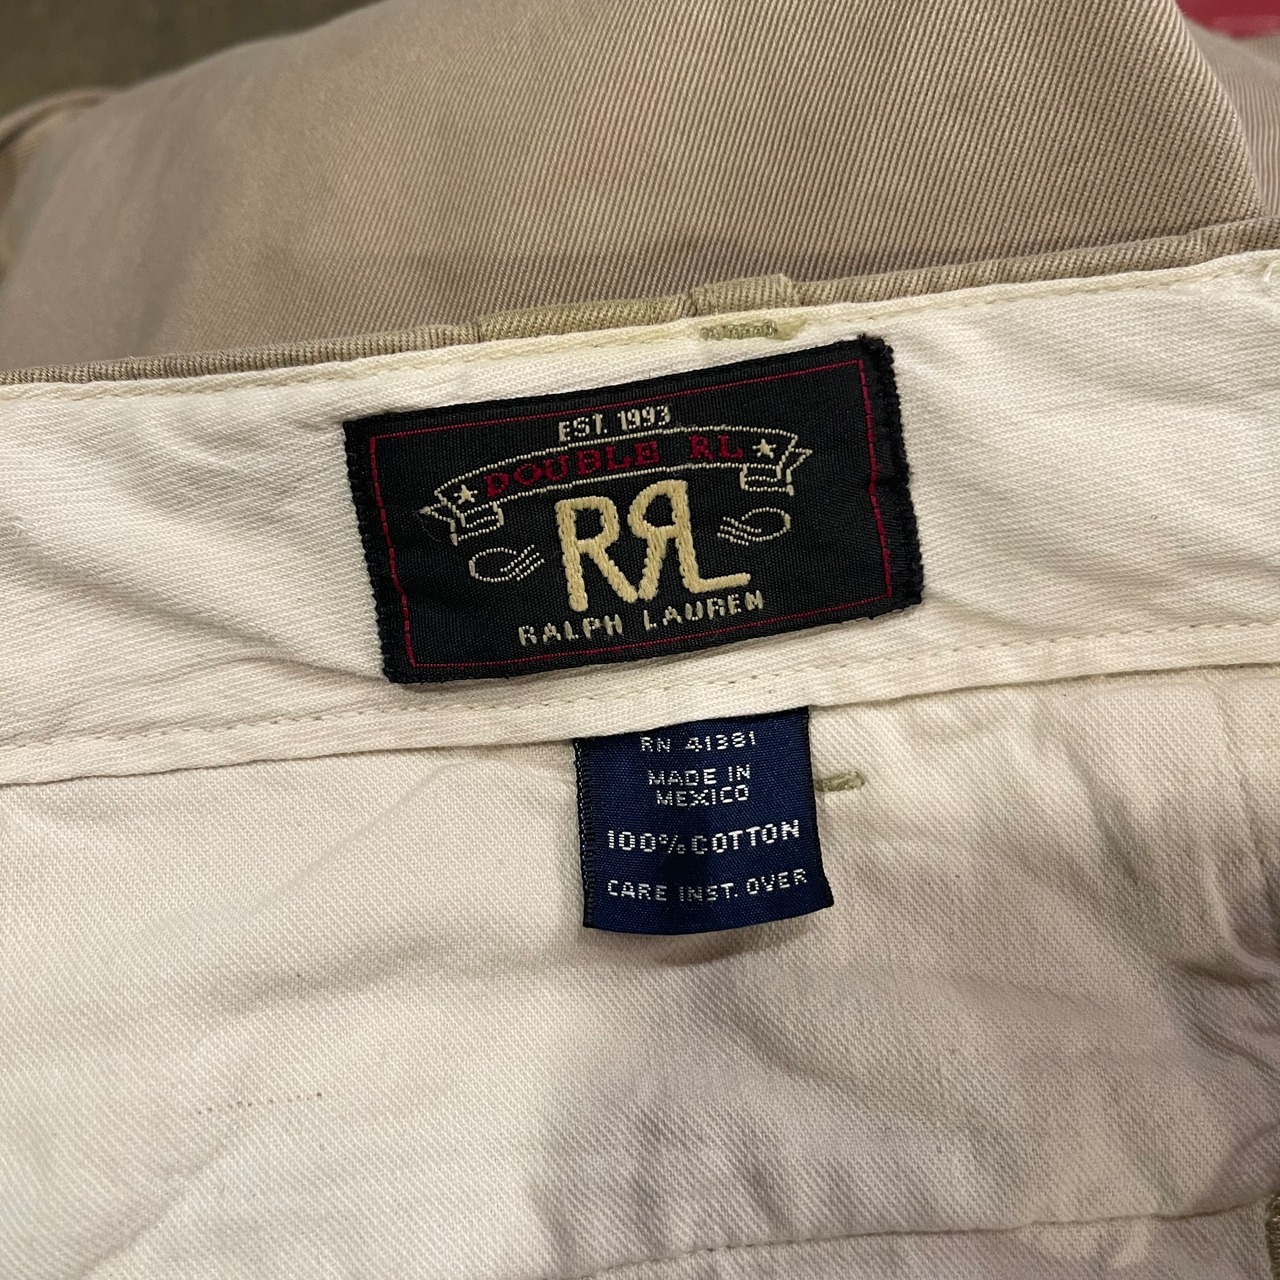 EST. 1993
DOUBLE RL
RRL
RALPH LAUREN
RN 41381
MADE IN
MEXICO
100% COTTON
CARE INST. OVER